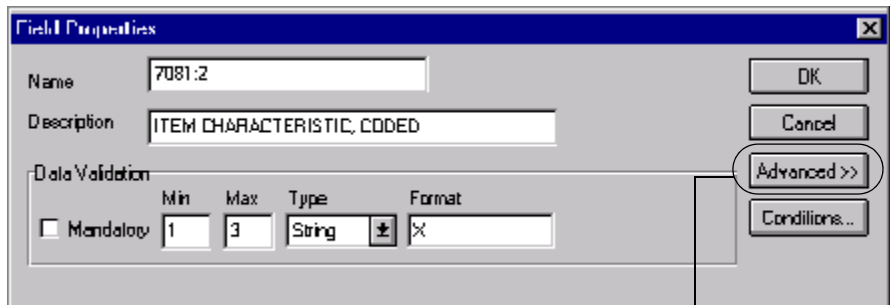 Field Properties
Name 7081:2 OK
Description ITEM CHARACTERISTIC, CODED Cancel
Data Validation Advanced >>
Min Max Type Format
Mandatory 1 3 String X Conditions...